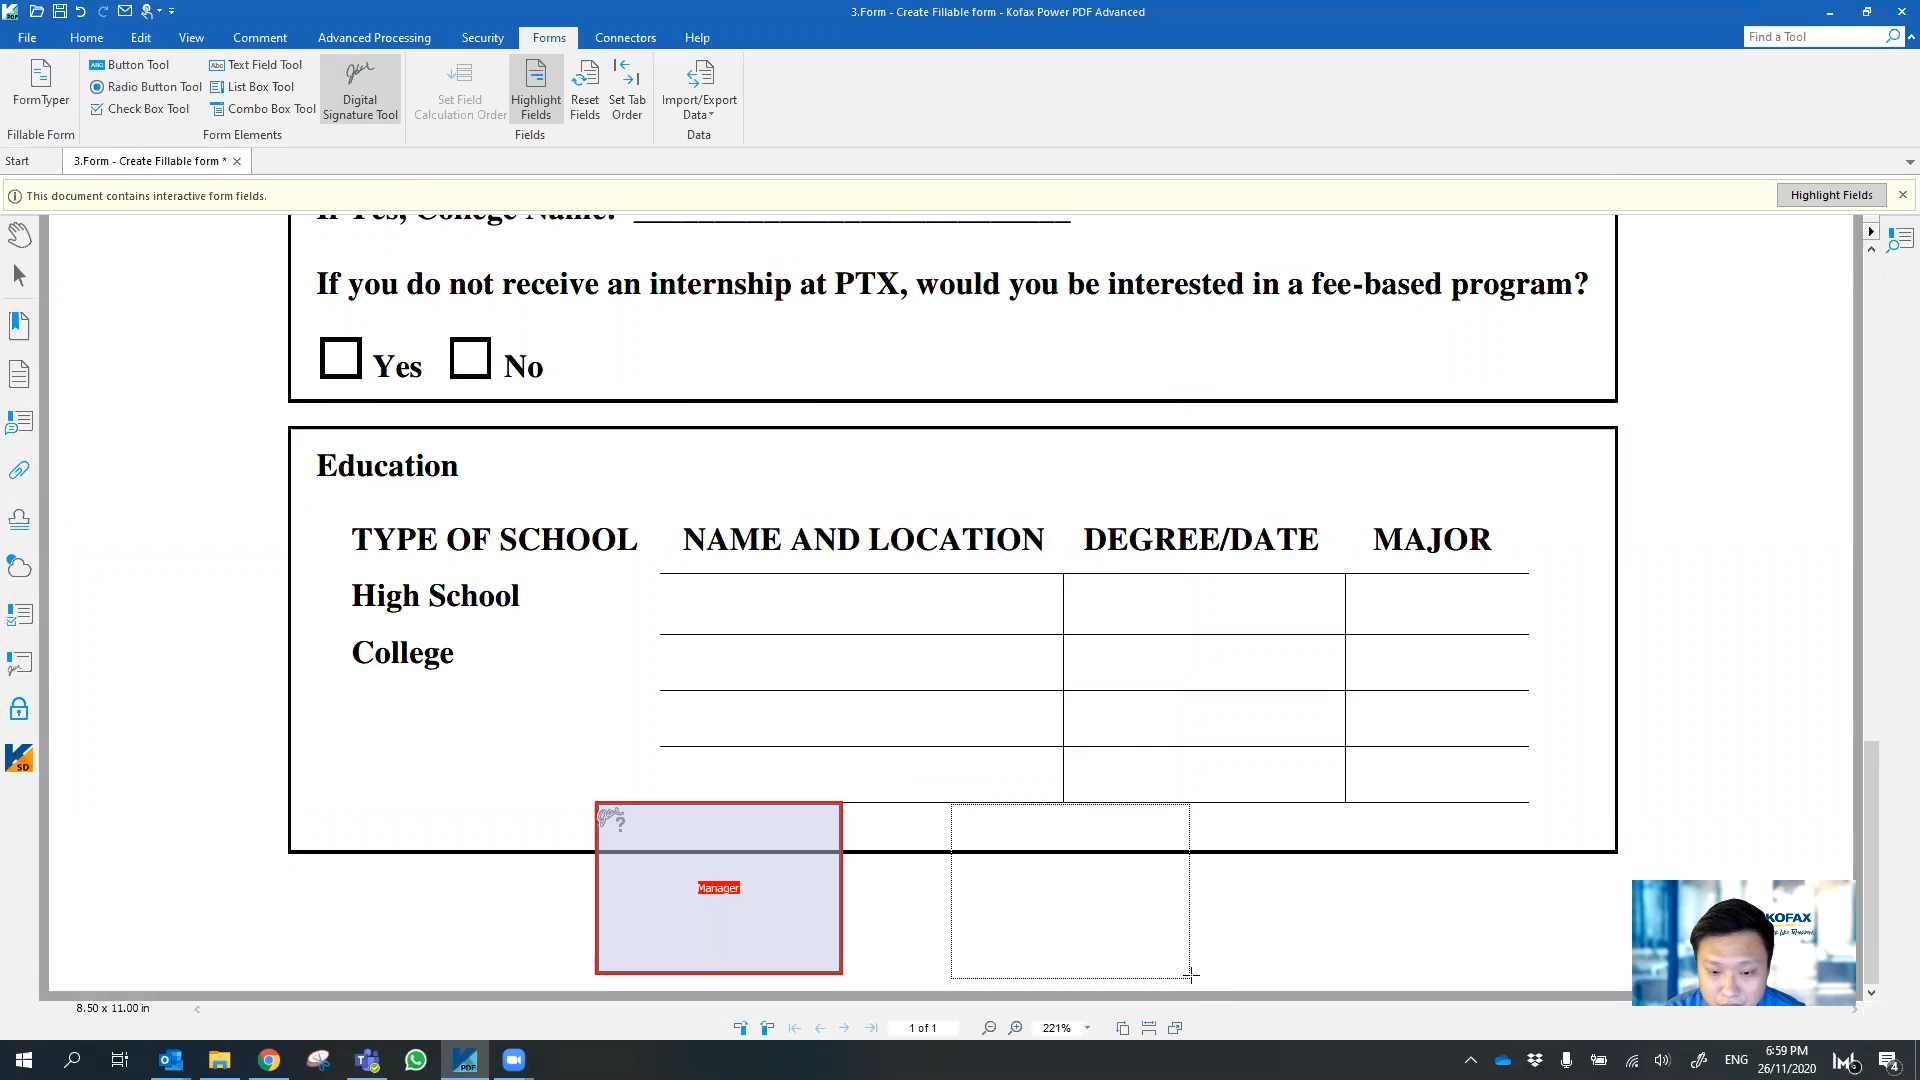 3.Form - Create Fillable form - Kofax Power PDF Advanced
File Home Edit View Comment Advanced Processing Security Forms Connectors Help
Find a Tool
FormTyper
Button Tool
Radio Button Tool
Check Box Tool
Text Field Tool
List Box Tool
Combo Box Tool
Digital
Signature Tool
Set Field
Calculation Order
Highlight
Fields
Reset
Fields
Set Tab
Order
Import/Export
Data
Fillable Form
Form Elements
Fields
Data
Start
3.Form - Create Fillable form *
This document contains interactive form fields.
Highlight Fields
If Yes, College Name:
If you do not receive an internship at PTX, would you be interested in a fee-based program?
Yes No
Education
TYPE OF SCHOOL NAME AND LOCATION DEGREE/DATE MAJOR
High School
College
Manager
KOFAX
8.50 x 11.00 in
1 of 1
221%
ENG
6:59 PM
26/11/2020
4